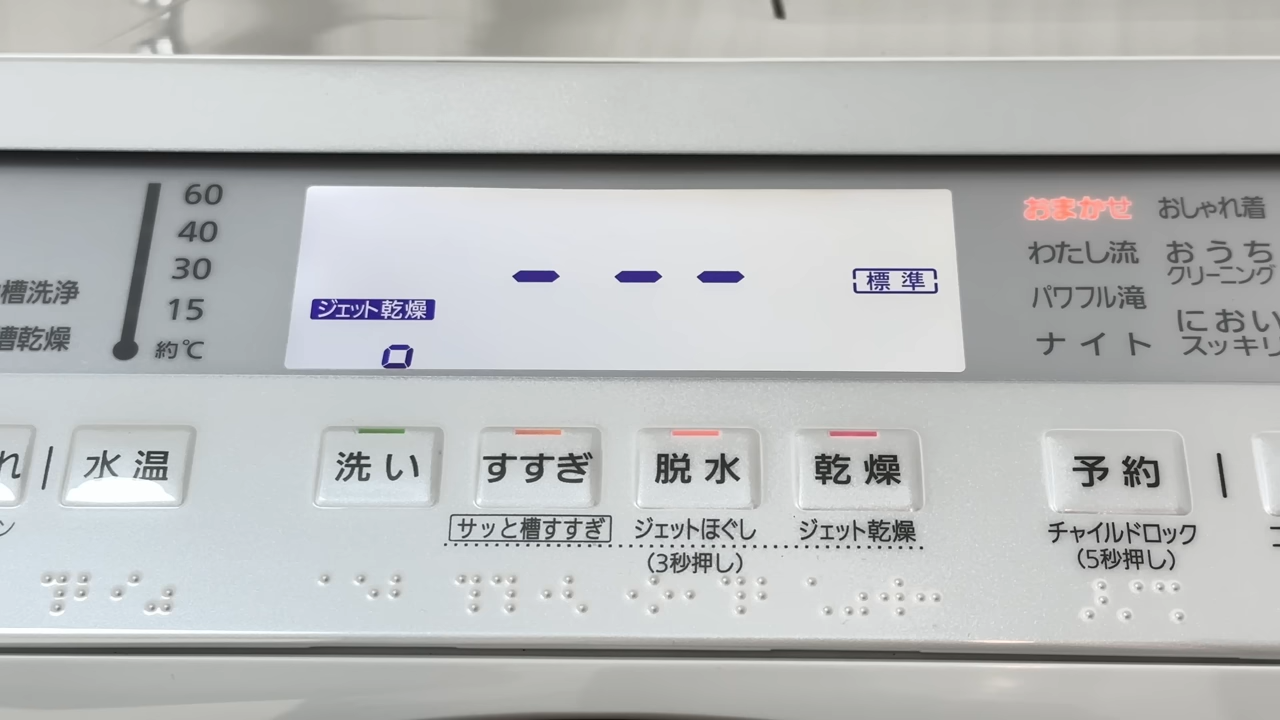 60
40
30
15
約℃
槽洗浄
槽乾燥
ジェット乾燥
0
- - -
標準
おまかせ
おしゃれ着
わたし流
おうち
クリーニング
パワフル滝
におい
スッキリ
ナイト
れ
水温
洗い
すすぎ
脱水
乾燥
予約
サッと槽すすぎ
ジェットほぐし
(3秒押し)
ジェット乾燥
チャイルドロック
(5秒押し)